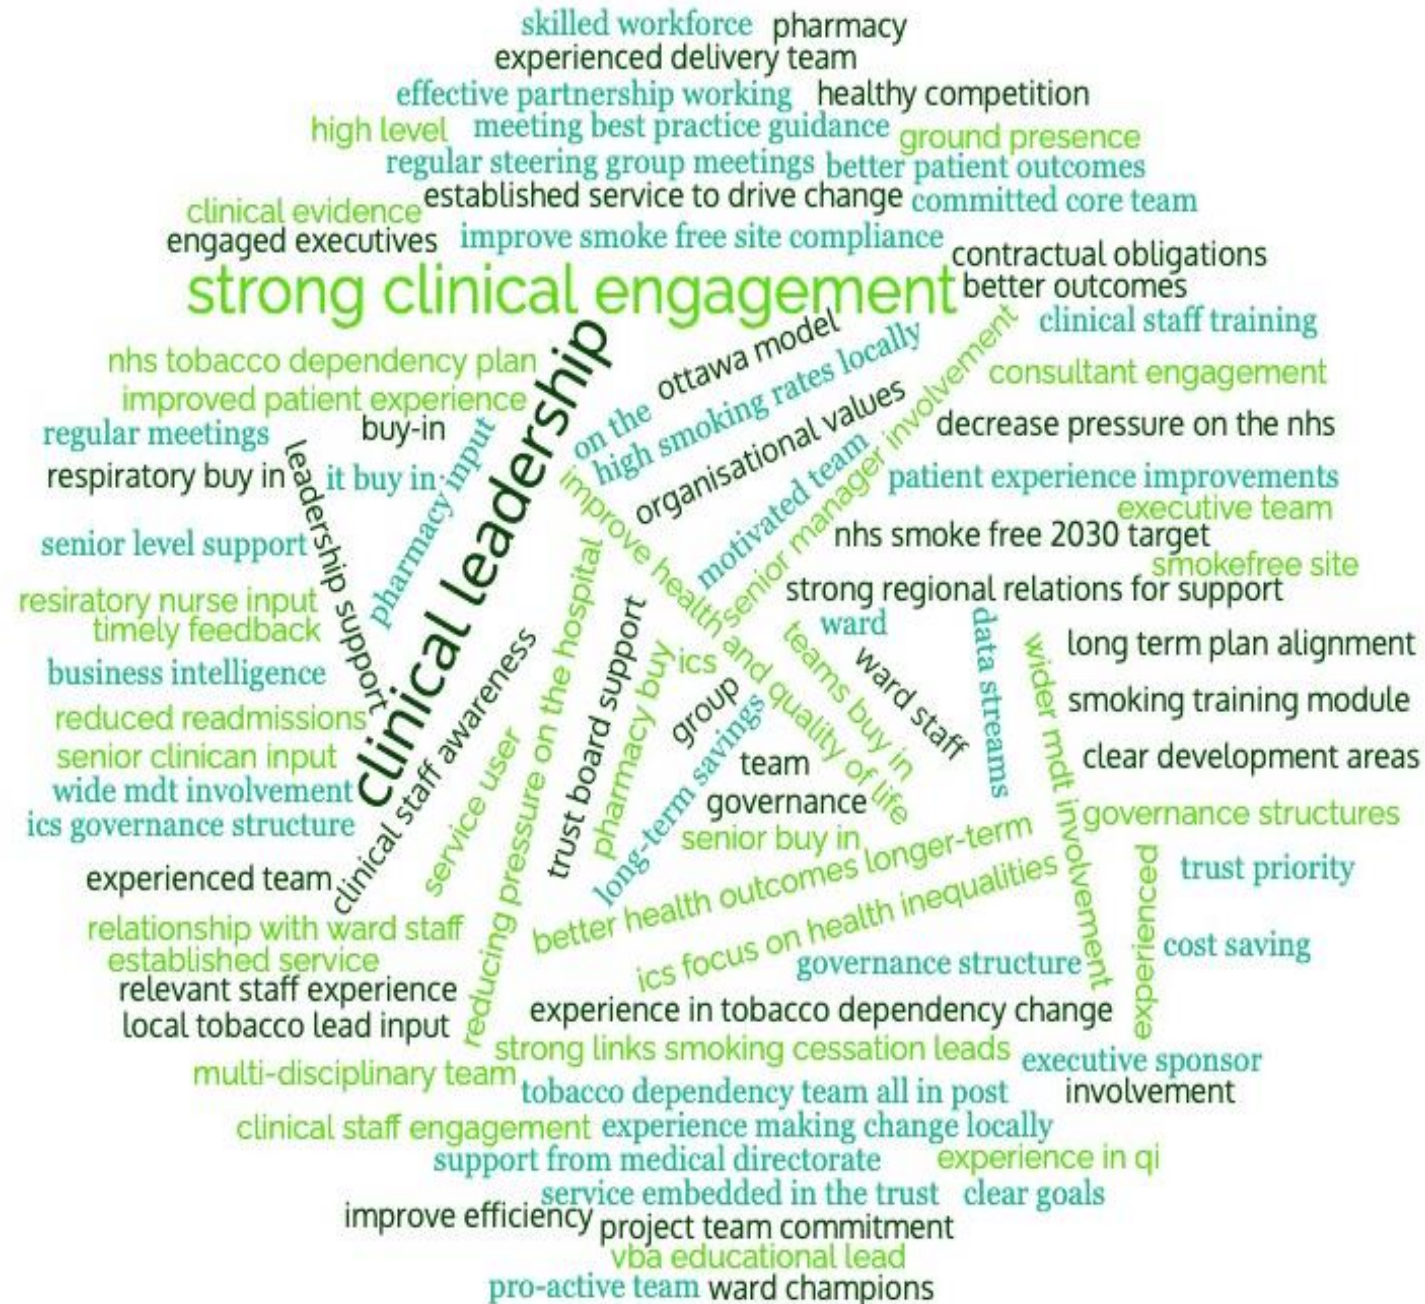 skilled workforce
pharmacy
experienced delivery team
effective partnership working
healthy competition
high level
meeting best practice guidance
ground presence
regular steering group meetings
better patient outcomes
established service to drive change
committed core team
clinical evidence
engaged executives
improve smoke free site compliance
contractual obligations
strong clinical engagement
better outcomes
clinical staff training
nhs tobacco dependency plan
clinical leadership
ottawa model
on the
high smoking rates locally
senior manager involvement
consultant engagement
improved patient experience
organisational values
decrease pressure on the nhs
regular meetings
buy-in
pharmacy input
motivated team
respiratory buy in
leadership support
it buy in
improve health and quality of life
patient experience improvements
executive team
nhs smoke free 2030 target
senior level support
smokefree site
strong regional relations for support
resiratory nurse input
timely feedback
reducing pressure on the hospital
trust board support
pharmacy buy
ics
teams buy in
ward
ward staff
data streams
wider mdt involvement
long term plan alignment
business intelligence
clinical staff awareness
group
long-term savings
smoking training module
reduced readmissions
senior clinican input
service user
team
clear development areas
wide mdt involvement
governance
governance structures
ics governance structure
senior buy in
better health outcomes longer-term
experienced team
ics focus on health inequalities
experienced
trust priority
relationship with ward staff
established service
governance structure
cost saving
relevant staff experience
experience in tobacco dependency change
local tobacco lead input
strong links smoking cessation leads
executive sponsor
multi-disciplinary team
tobacco dependency team all in post
involvement
clinical staff engagement
experience making change locally
support from medical directorate
experience in qi
service embedded in the trust
clear goals
improve efficiency
project team commitment
vba educational lead
pro-active team
ward champions